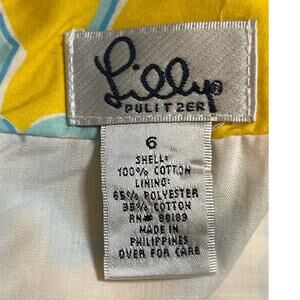 Lilly®
PULITZER
6
SHELL:
100% COTTON
LINING:
65% POLYESTER
35% COTTON
RN# 88189
MADE IN
PHILIPPINES
OVER FOR CARE